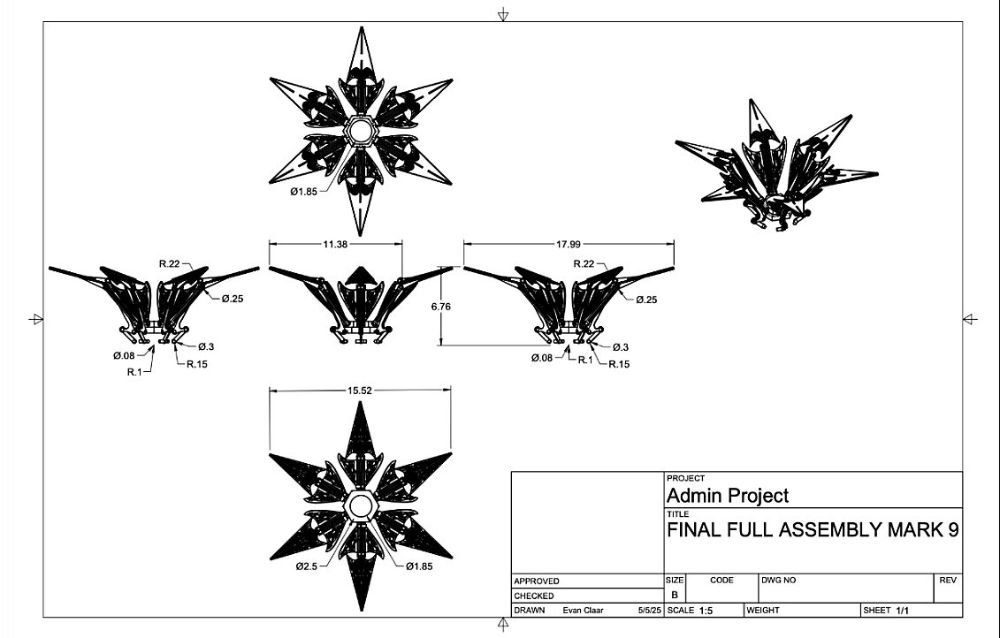 Ø1.85
11.38
17.99
R.22
Ø.25
6.76
R.22
Ø.25
Ø.08
R.1
Ø.3
R.15
Ø.08
R.1
Ø.3
R.15
15.52
Ø2.5
Ø1.85
PROJECT
Admin Project
TITLE
FINAL FULL ASSEMBLY MARK 9
APPROVED
SIZE CODE DWG NO REV
CHECKED
B
DRAWN Evan Claar 5/5/25 SCALE 1:5 WEIGHT SHEET 1/1